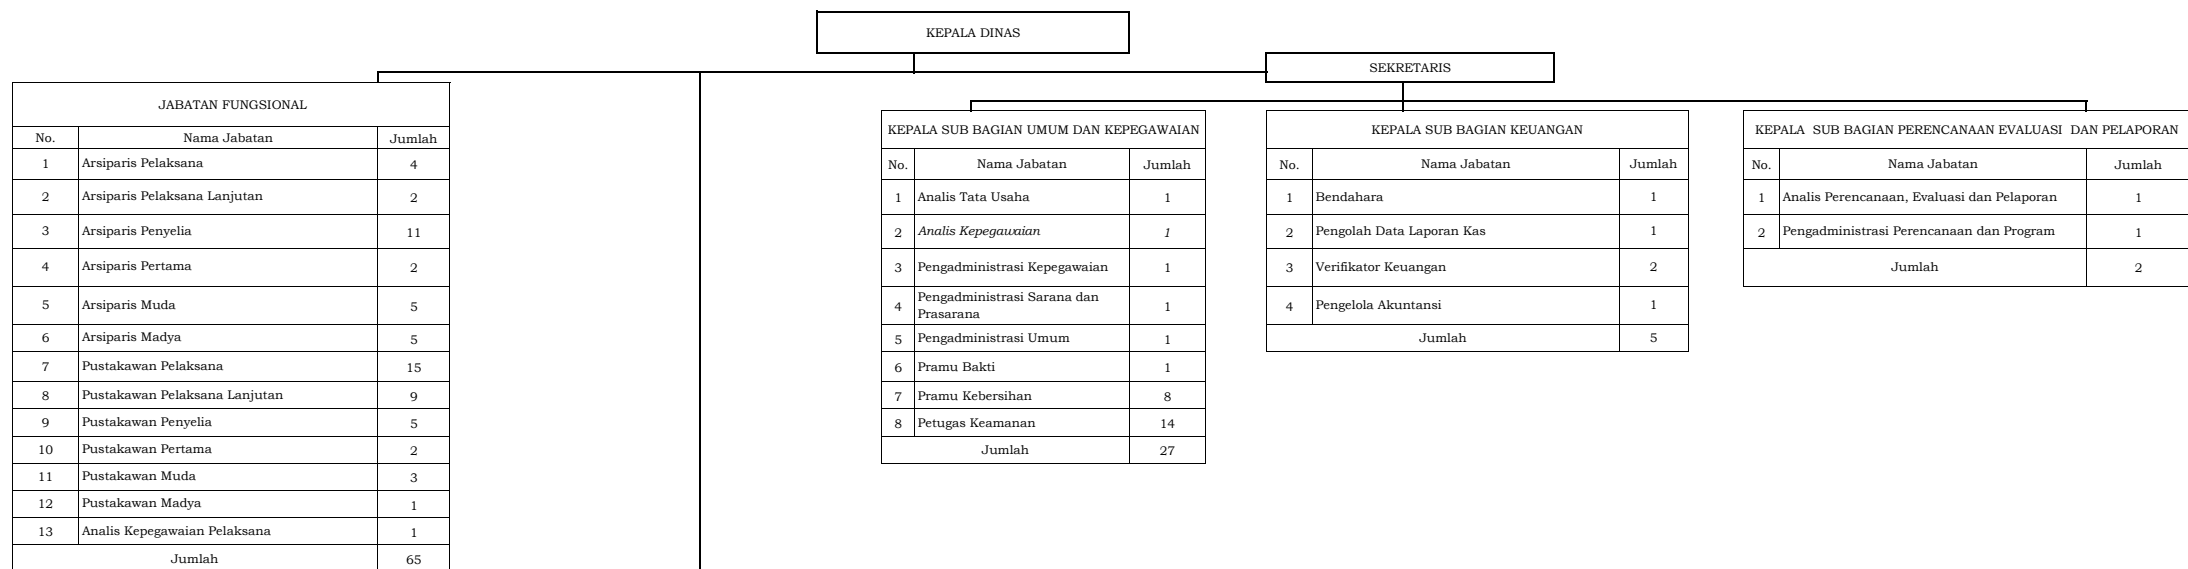 KEPALA DINAS
SEKRETARIS
JABATAN FUNGSIONAL
No. Nama Jabatan Jumlah
1 Arsiparis Pelaksana 4
2 Arsiparis Pelaksana Lanjutan 2
3 Arsiparis Penyelia 11
4 Arsiparis Pertama 2
5 Arsiparis Muda 5
6 Arsiparis Madya 5
7 Pustakawan Pelaksana 15
8 Pustakawan Pelaksana Lanjutan 9
9 Pustakawan Penyelia 5
10 Pustakawan Pertama 2
11 Pustakawan Muda 3
12 Pustakawan Madya 1
13 Analis Kepegawaian Pelaksana 1
Jumlah 65
KEPALA SUB BAGIAN UMUM DAN KEPEGAWAIAN
No. Nama Jabatan Jumlah
1 Analis Tata Usaha 1
2 Analis Kepegawaian 1
3 Pengadministrasi Kepegawaian 1
4 Pengadministrasi Sarana dan
Prasarana 1
5 Pengadministrasi Umum 1
6 Pramu Bakti 1
7 Pramu Kebersihan 8
8 Petugas Keamanan 14
Jumlah 27
KEPALA SUB BAGIAN KEUANGAN
No. Nama Jabatan Jumlah
1 Bendahara 1
2 Pengolah Data Laporan Kas 1
3 Verifikator Keuangan 2
4 Pengelola Akuntansi 1
Jumlah 5
KEPALA SUB BAGIAN PERENCANAAN EVALUASI DAN PELAPORAN
No. Nama Jabatan Jumlah
1 Analis Perencanaan, Evaluasi dan Pelaporan 1
2 Pengadministrasi Perencanaan dan Program 1
Jumlah 2